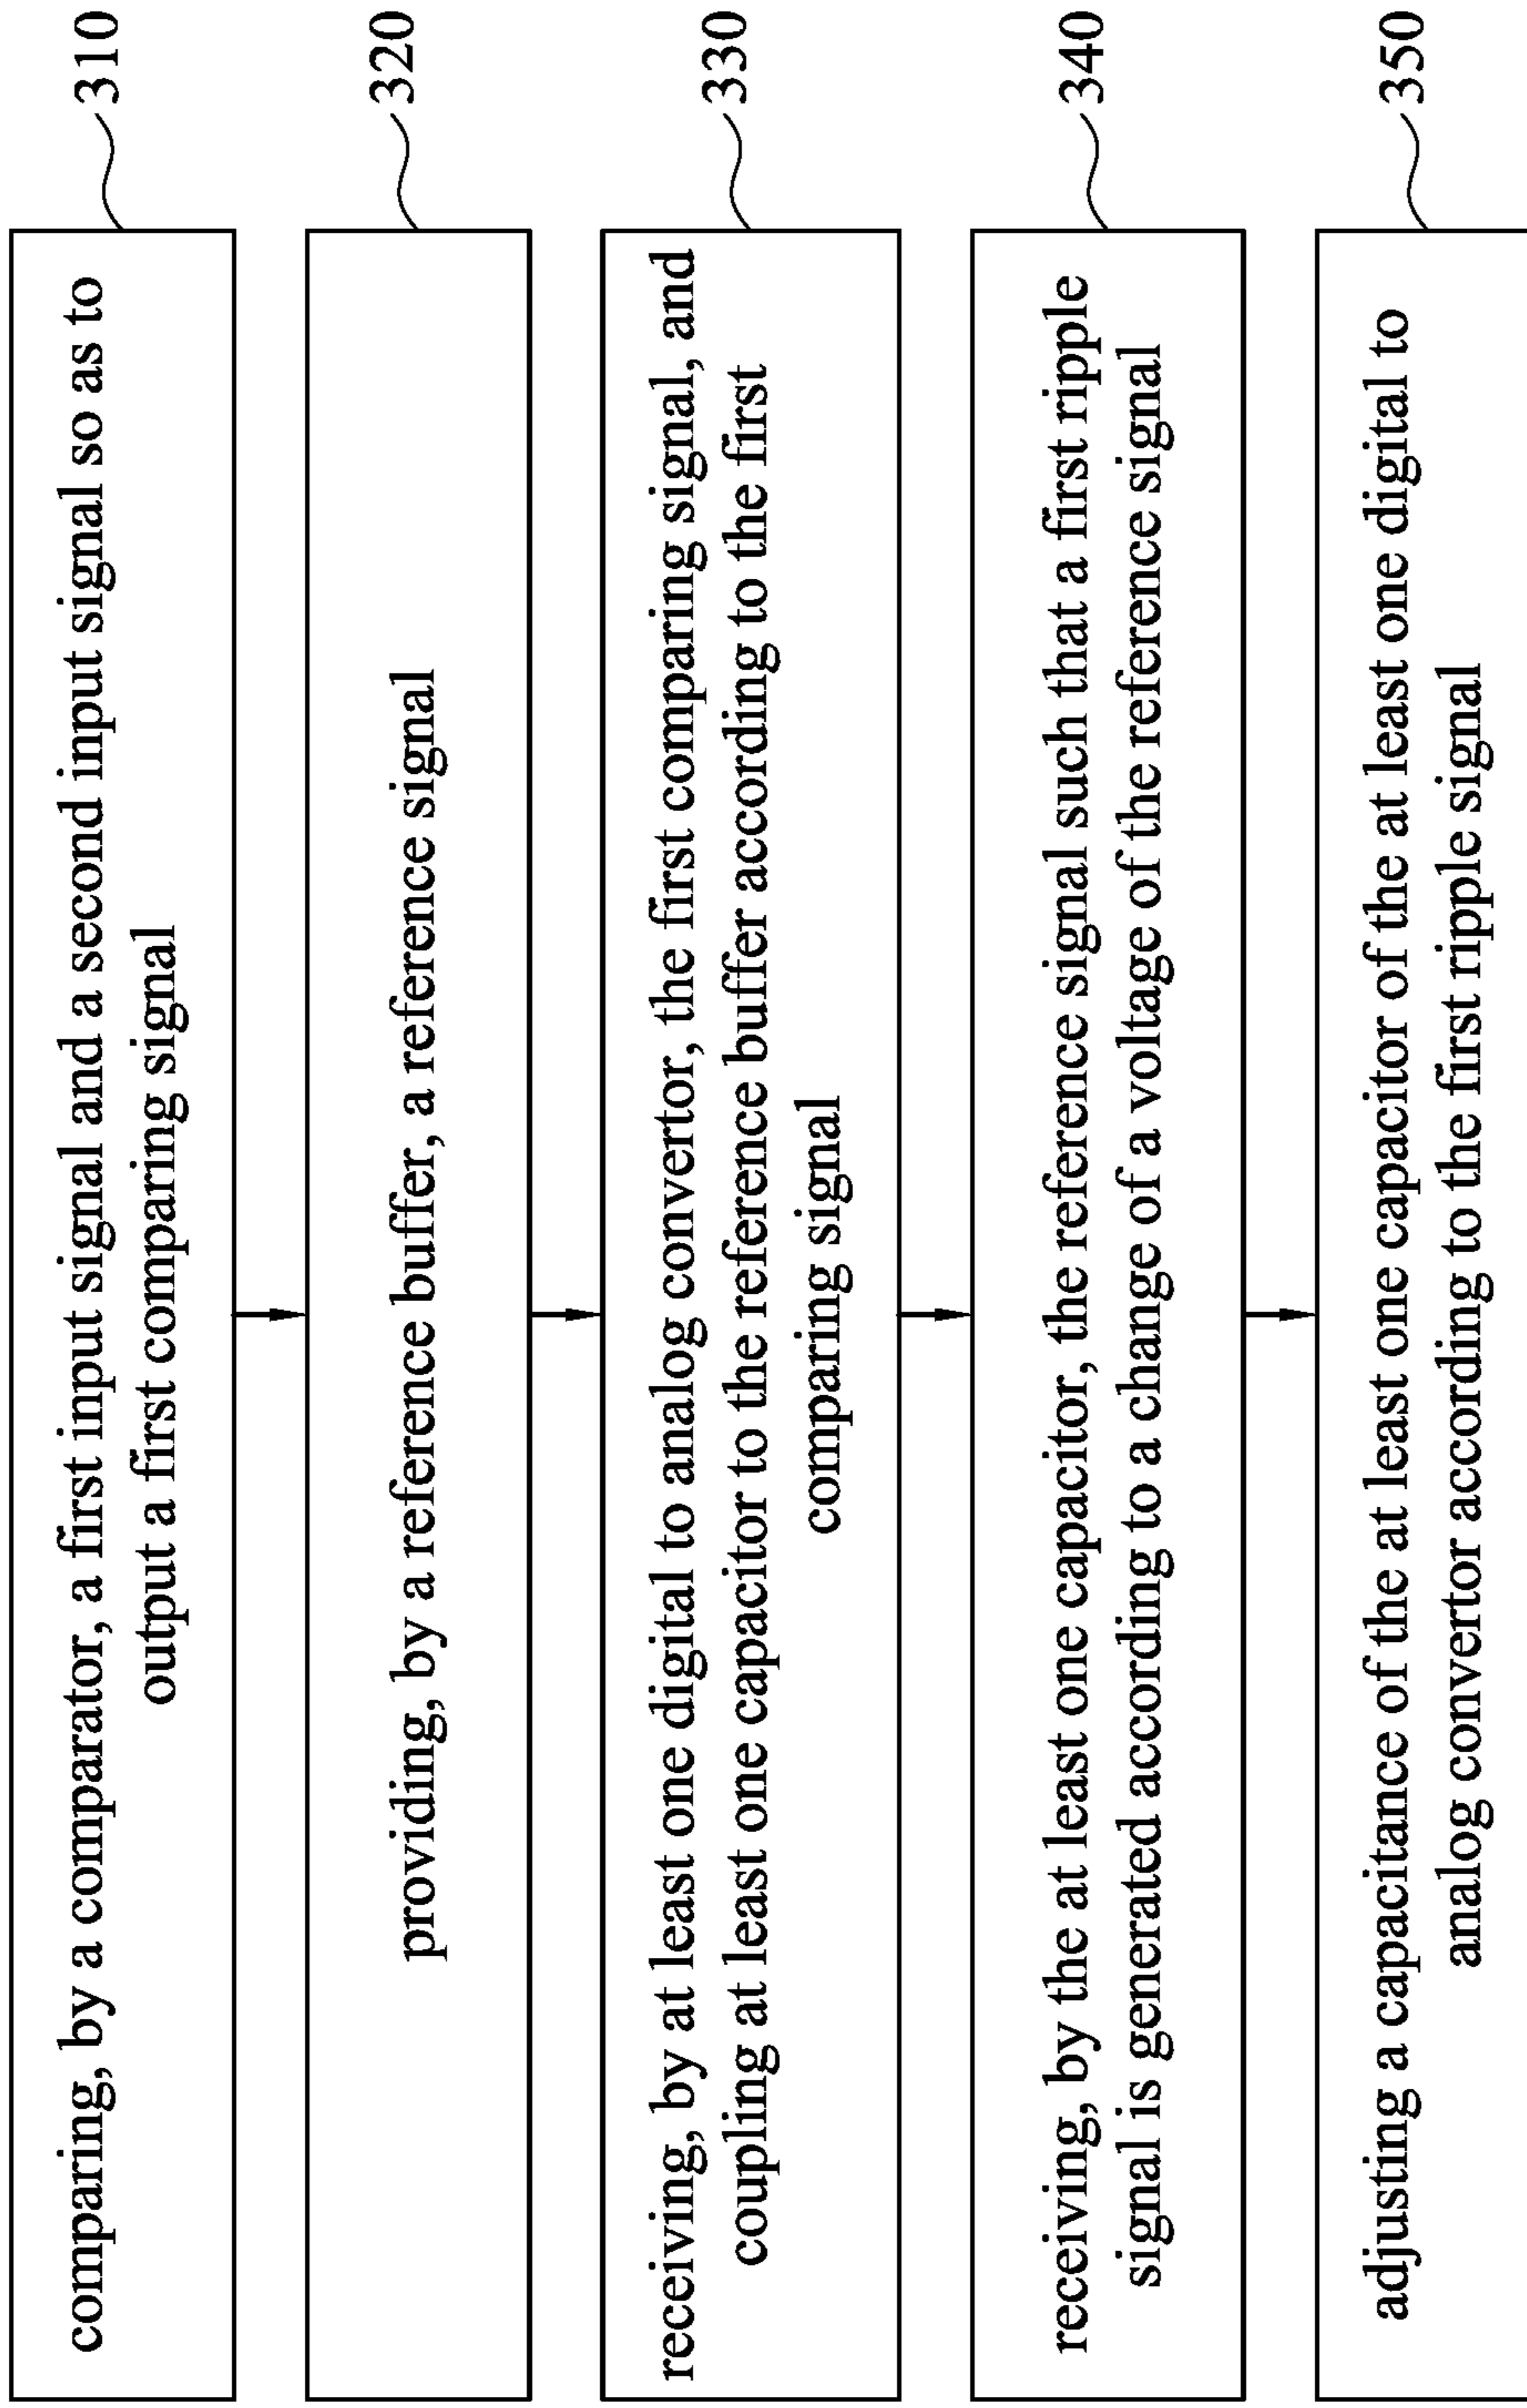 comparing, by a comparator, a first input signal and a second input signal so as to
output a first comparing signal
310
providing, by a reference buffer, a reference signal
320
receiving, by at least one digital to analog convertor, the first comparing signal, and
coupling at least one capacitor to the reference buffer according to the first
comparing signal
330
receiving, by the at least one capacitor, the reference signal such that a first ripple
signal is generated according to a change of a voltage of the reference signal
340
adjusting a capacitance of the at least one capacitor of the at least one digital to
analog convertor according to the first ripple signal
350